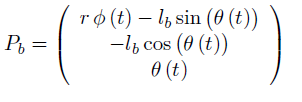 P_b = ( r φ (t) − l_b sin (θ (t))
−l_b cos (θ (t))
θ (t) )